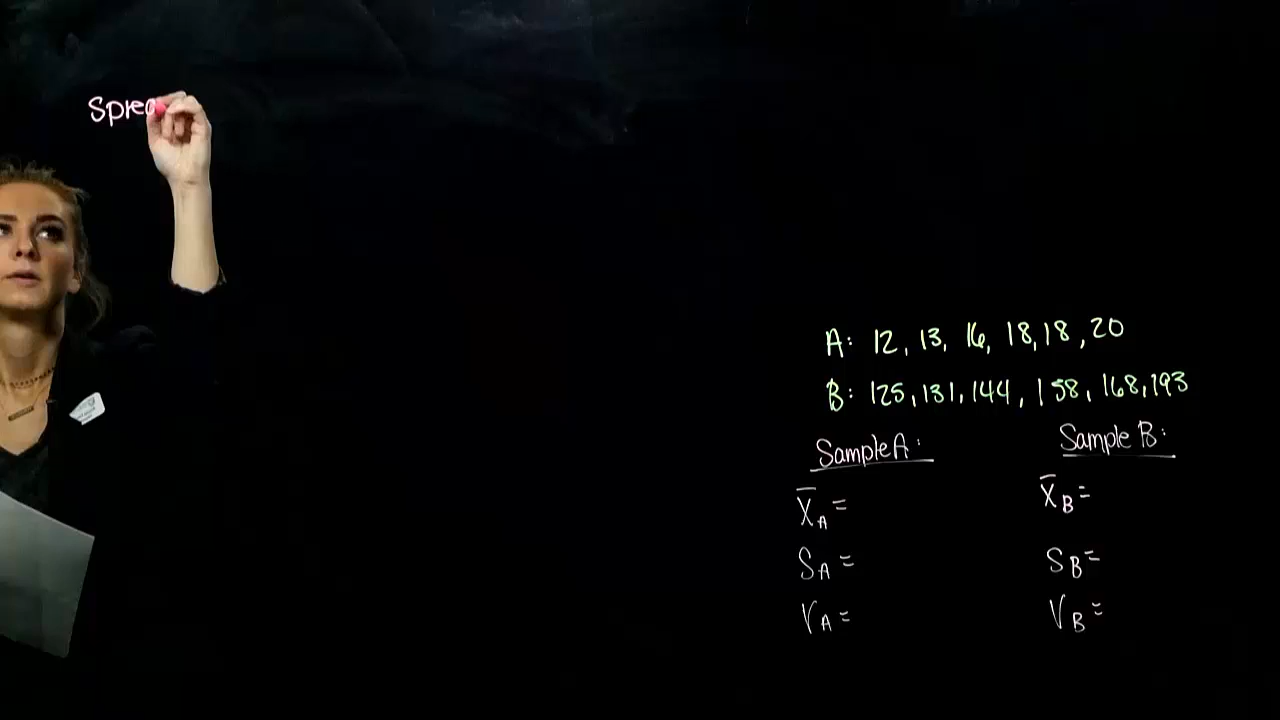 Sprea
A: 12, 13, 16, 18, 18, 20
B: 125, 131, 144, 158, 168, 193
Sample A: Sample B:
X̅A = X̅B =
SA = SB =
VA = VB =